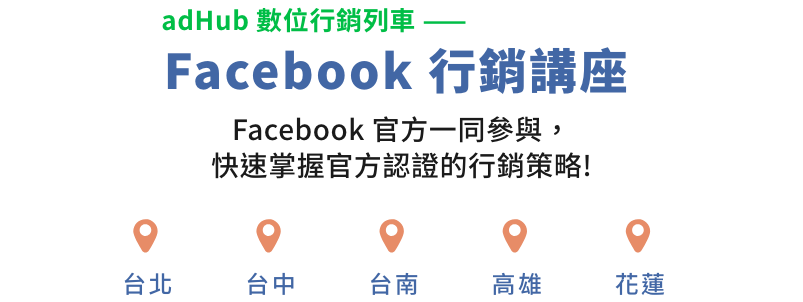 adHub 數位行銷列車 ——
Facebook 行銷講座
Facebook 官方一同參與，
快速掌握官方認證的行銷策略!
台北 台中 台南 高雄 花蓮